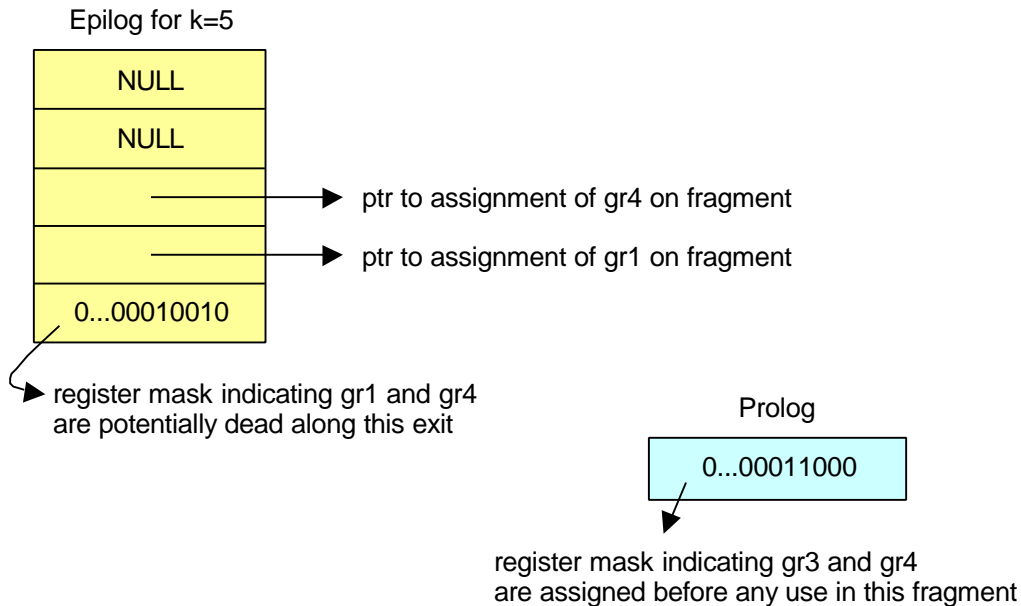 Epilog for k=5
NULL
NULL
ptr to assignment of gr4 on fragment
ptr to assignment of gr1 on fragment
0...00010010
register mask indicating gr1 and gr4
are potentially dead along this exit
Prolog
0...00011000
register mask indicating gr3 and gr4
are assigned before any use in this fragment